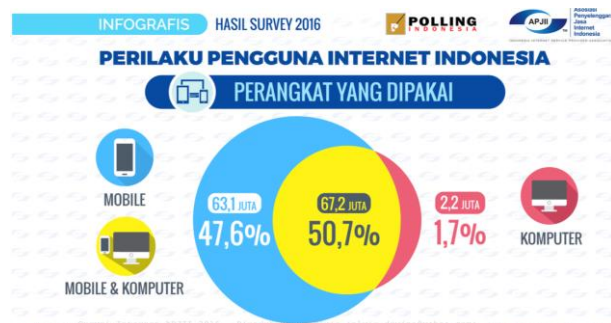 INFOGRAFIS HASIL SURVEY 2016
POLLING
INDONESIA
APJII
Asosiasi
Penyelenggara
Jasa
Internet
Indonesia
PERILAKU PENGGUNA INTERNET INDONESIA
PERANGKAT YANG DIPAKAI
MOBILE
63,1 JUTA
47,6%
67,2 JUTA
50,7%
2,2 JUTA
1,7%
KOMPUTER
MOBILE & KOMPUTER